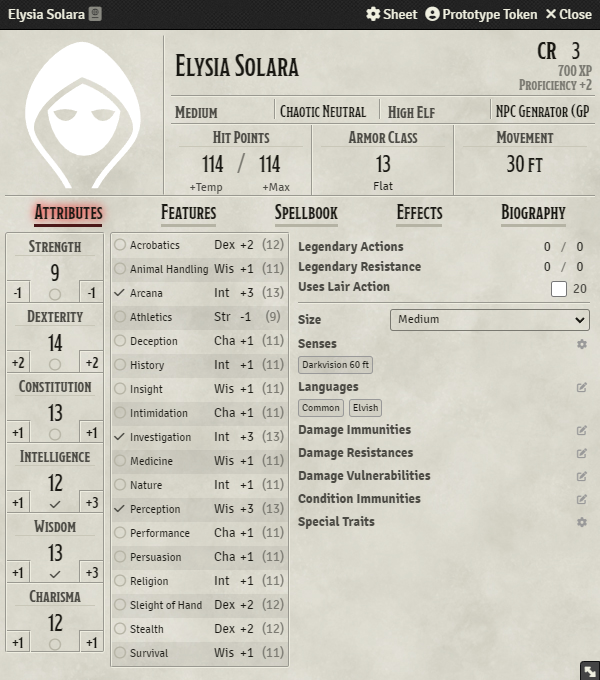 Elysia Solara Sheet Prototype Token Close
Elysia Solara
CR 3
700 XP
Proficiency +2
Medium Chaotic Neutral High Elf NPC Genrator (GP
Hit Points Armor Class Movement
114 / 114 13 30 ft
+Temp +Max Flat
Attributes Features Spellbook Effects Biography
Strength
9
-1 -1
Dexterity
14
+2 +2
Constitution
13
+1 +1
Intelligence
12
+1 +3
Wisdom
13
+1 +3
Charisma
12
+1 +1
Acrobatics Dex +2 (12)
Animal Handling Wis +1 (11)
Arcana Int +3 (13)
Athletics Str -1 (9)
Deception Cha +1 (11)
History Int +1 (11)
Insight Wis +1 (11)
Intimidation Cha +1 (11)
Investigation Int +3 (13)
Medicine Wis +1 (11)
Nature Int +1 (11)
Perception Wis +3 (13)
Performance Cha +1 (11)
Persuasion Cha +1 (11)
Religion Int +1 (11)
Sleight of Hand Dex +2 (12)
Stealth Dex +2 (12)
Survival Wis +1 (11)
Legendary Actions 0 / 0
Legendary Resistance 0 / 0
Uses Lair Action 20
Size Medium
Senses
Darkvision 60 ft
Languages
Common Elvish
Damage Immunities
Damage Resistances
Damage Vulnerabilities
Condition Immunities
Special Traits